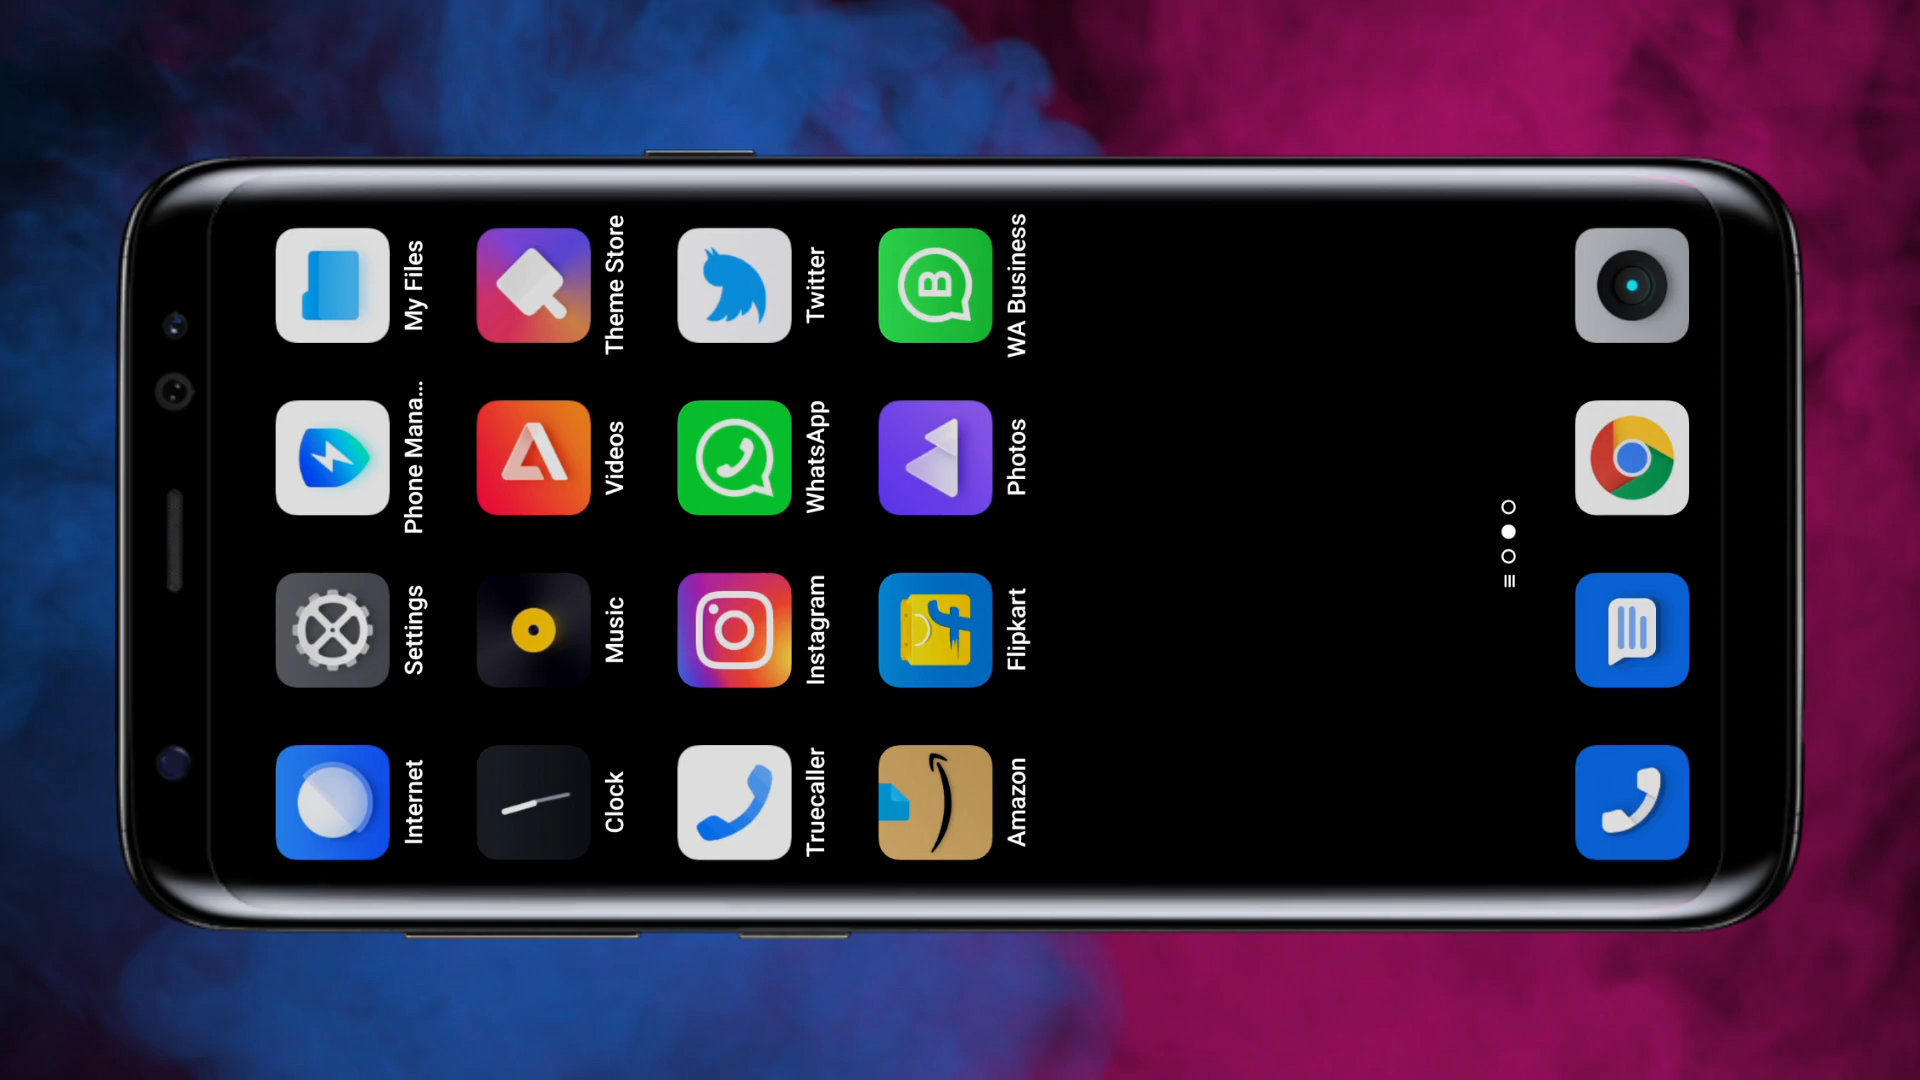 Internet
Settings
Phone Mana...
My Files
Clock
Music
Videos
Theme Store
Truecaller
Instagram
WhatsApp
Twitter
Amazon
Flipkart
Photos
WA Business
B